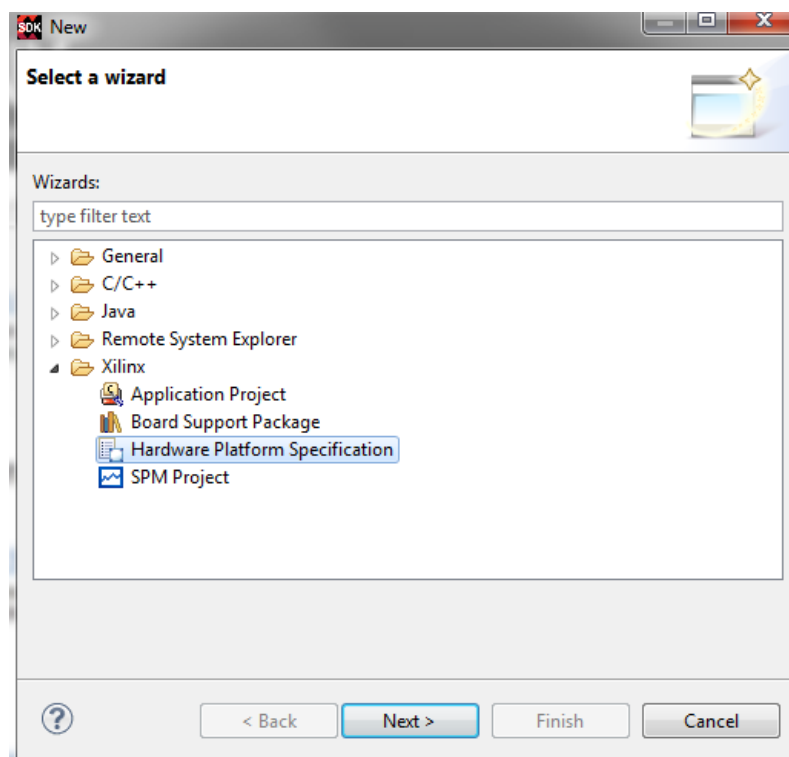 SDK New
Select a wizard
Wizards:
type filter text
General
C/C++
Java
Remote System Explorer
Xilinx
Application Project
Board Support Package
Hardware Platform Specification
SPM Project
? < Back Next > Finish Cancel